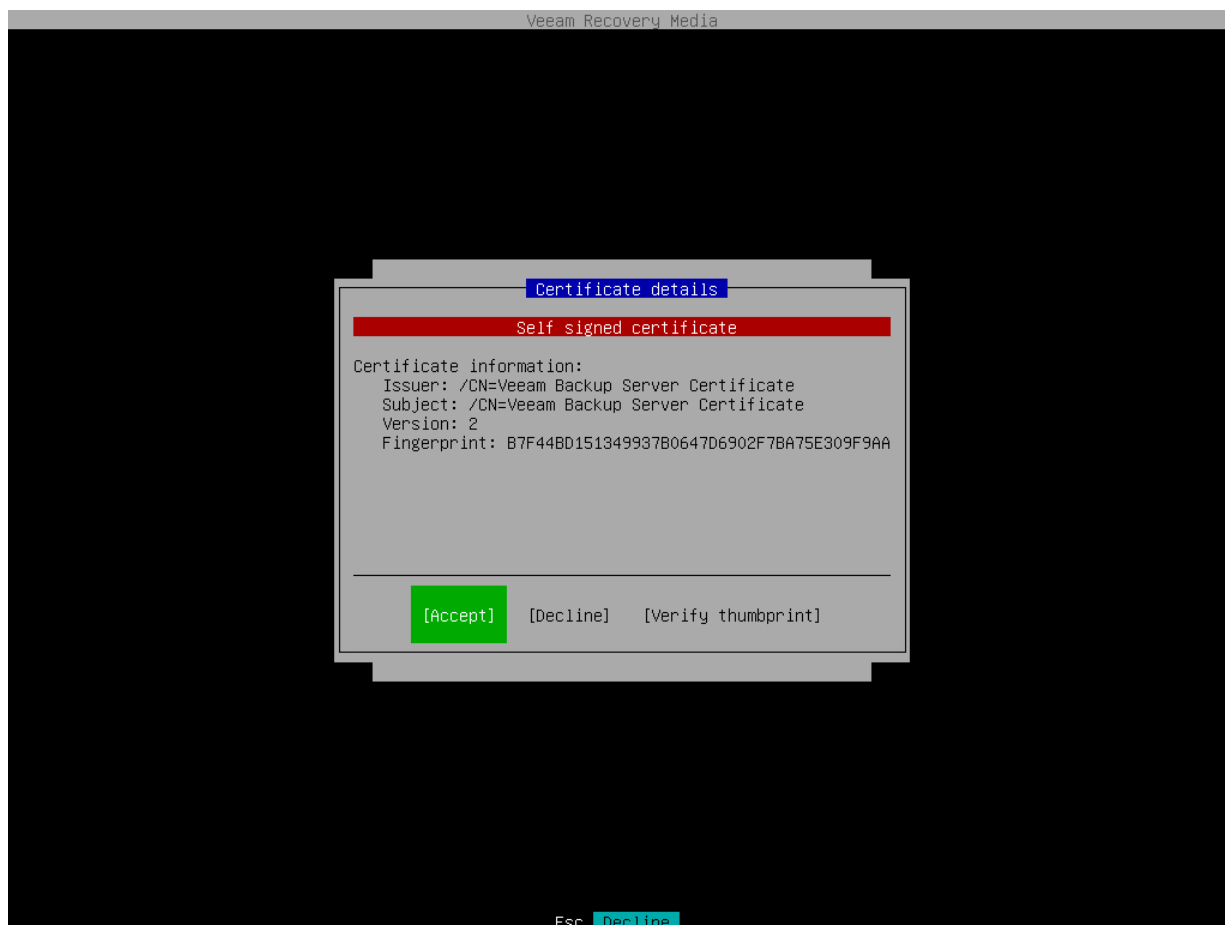 Veeam Recovery Media
Certificate details
Self signed certificate
Certificate information:
Issuer: /CN=Veeam Backup Server Certificate
Subject: /CN=Veeam Backup Server Certificate
Version: 2
Fingerprint: B7F44BD151349937B0647D6902F7BA75E309F9AA
[Accept] [Decline] [Verify thumbprint]
Esc Decline